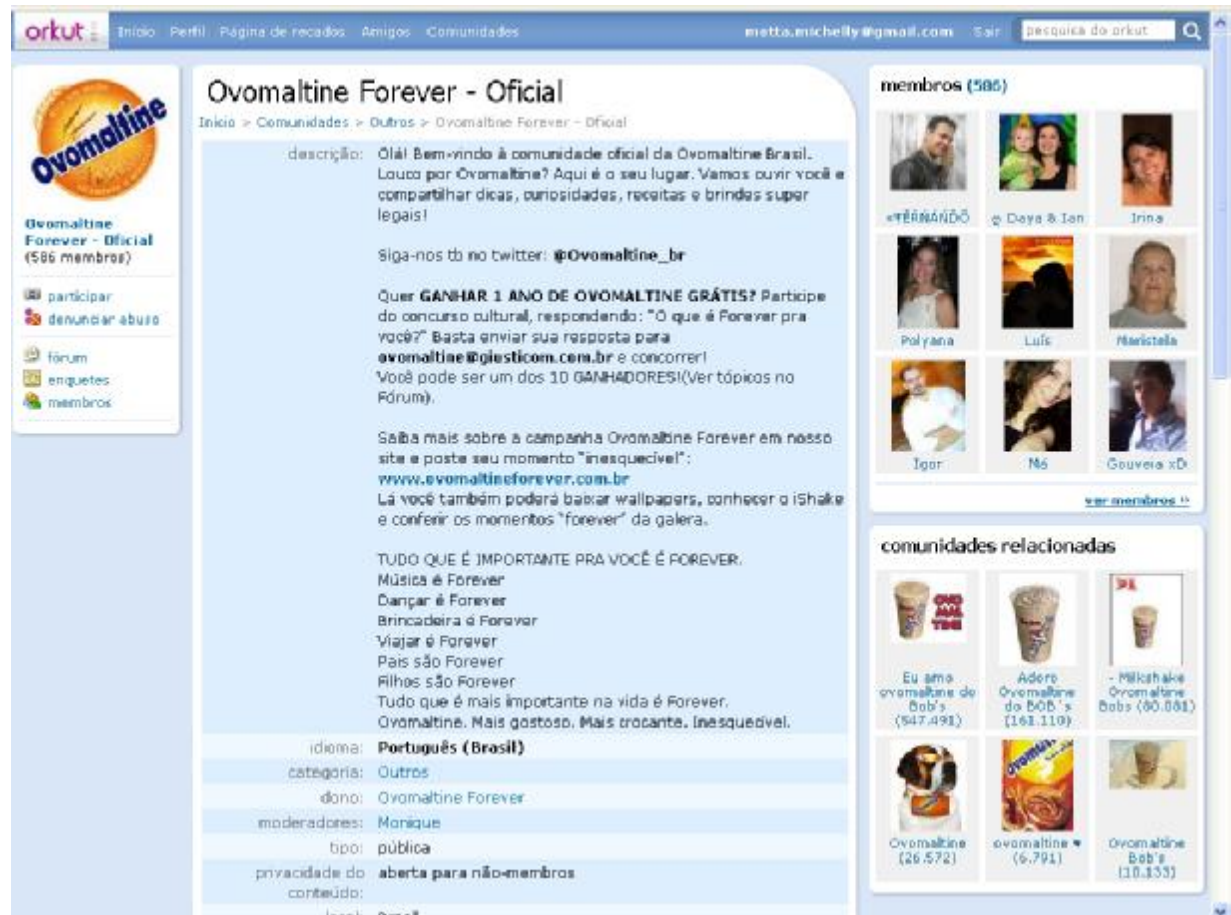 orkut Início Perfil Página de recados Amigos Comunidades motta.michelly@gmail.com Sair pesquisa do orkut
Ovomaltine
Ovomaltine
Forever - Oficial
(586 membros)
participar
denunciar abuso
fórum
enquetes
membros
Ovomaltine Forever - Oficial
Início > Comunidades > Outros > Ovomaltine Forever - Oficial
descrição: Olá! Bem-vindo à comunidade oficial da Ovomaltine Brasil.
Louco por Ovomaltine? Aqui é o seu lugar. Vamos ouvir você e
compartilhar dicas, curiosidades, receitas e brindes super
legais!
Siga-nos tb no twitter: @Ovomaltine_br
Quer GANHAR 1 ANO DE OVOMALTINE GRÁTIS? Participe
do concurso cultural, respondendo: "O que é Forever pra
você?" Basta enviar sua resposta para
ovomaltine@giusticom.com.br e concorrer!
Você pode ser um dos 10 GANHADORES!(Ver tópicos no
Fórum).
Saiba mais sobre a campanha Ovomaltine Forever em nosso
site e poste seu momento "inesquecível":
www.ovomaltineforever.com.br
Lá você também poderá baixar wallpapers, conhecer o iShake
e conferir os momentos "forever" da galera.
TUDO QUE É IMPORTANTE PRA VOCÊ É FOREVER.
Música é Forever
Dançar é Forever
Brincadeira é Forever
Viajar é Forever
Pais são Forever
Filhos são Forever
Tudo que é mais importante na vida é Forever.
Ovomaltine. Mais gostoso. Mais crocante. Inesquecível.
idioma: Português (Brasil)
categoria: Outros
dono: Ovomaltine Forever
moderadores: Monique
tipo: pública
privacidade do
conteúdo: aberta para não-membros
local: Brasil
membros (586)
«FERNANDO ღ Daya & Ian Irina
Polyana Luís Maristella
Igor Gouveia xD
ver membros »
comunidades relacionadas
OVO
MAL
TINE
Eu amo
ovomaltine do
Bob's
(547.491)
Adoro
Ovomaltine
do BOB's
(161.110)
- Milkshake
Ovomaltine
Bobs (80.081)
Ovomaltine
(26.572)
ovomaltine ♥
(6.791)
Ovomaltine
Bob's
(10.133)